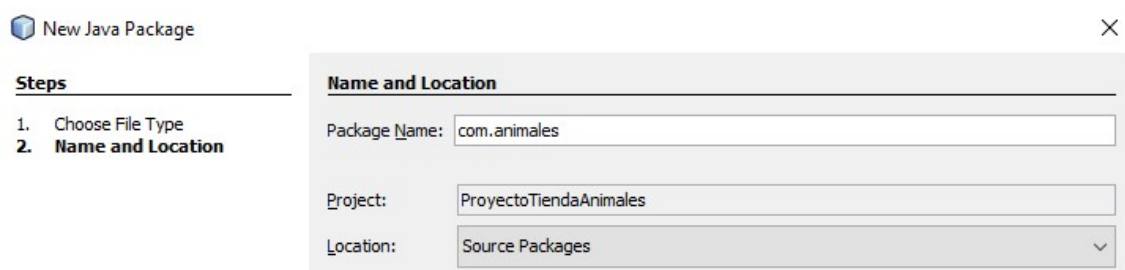 New Java Package
Steps
1. Choose File Type
2. Name and Location
Name and Location
Package Name: com.animales
Project: ProyectoTiendaAnimales
Location: Source Packages